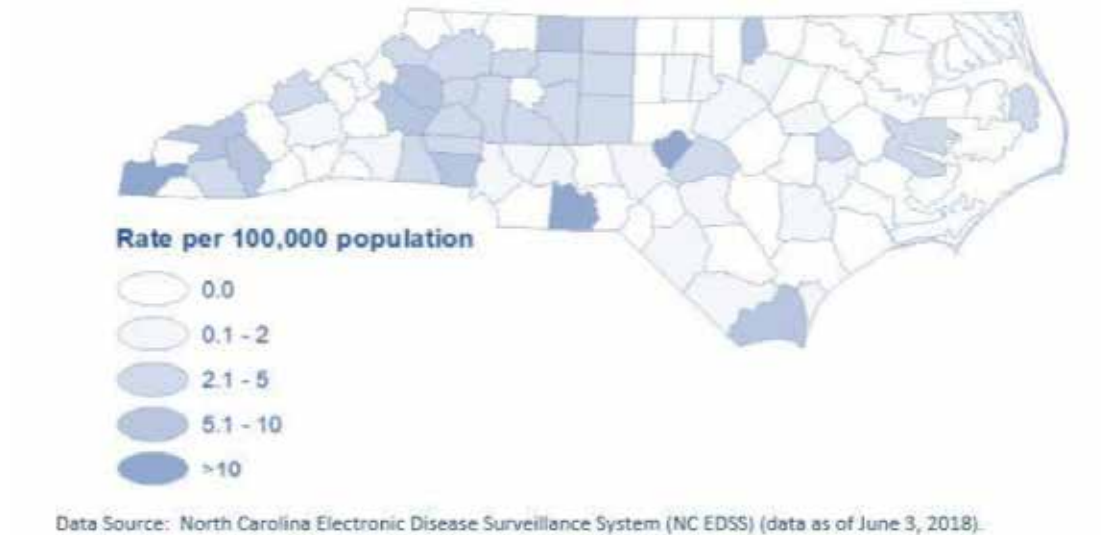 Rate per 100,000 population
0.0
0.1 - 2
2.1 - 5
5.1 - 10
>10
Data Source: North Carolina Electronic Disease Surveillance System (NC EDSS) (data as of June 3, 2018).